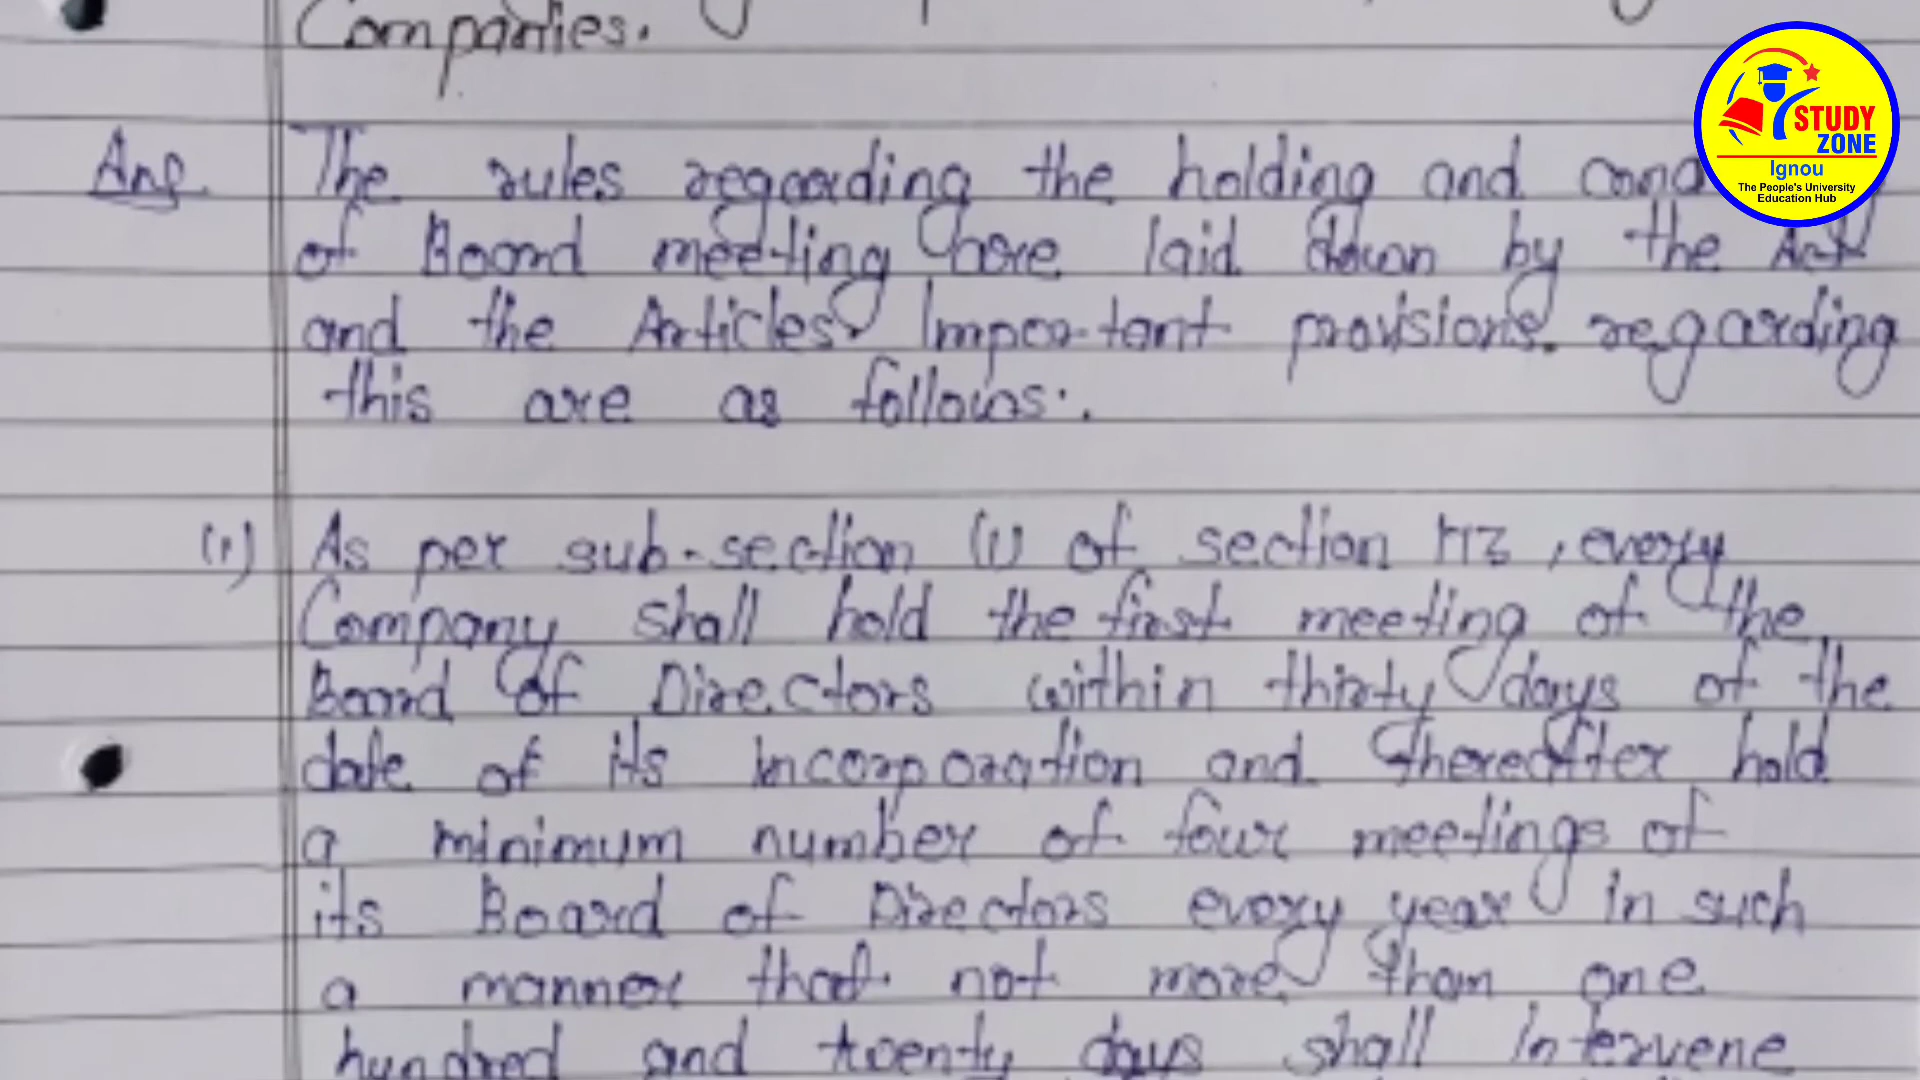 Companies.
Ans. The rules regarding the holding and
of Board meeting have laid down by the Act
and the Articles. Important provisions. regarding
this are as follows:.
(1) As per sub-section (1) of section 173, every
Company shall hold the first meeting of the
Board of Directors within thirty days of the
date of its incorporation and thereafter hold
a minimum number of four meetings of
its Board of Directors every year in such
a manner that not more than one
hundred and twenty days shall intervene
STUDY
ZONE
Ignou
The People's University
Education Hub